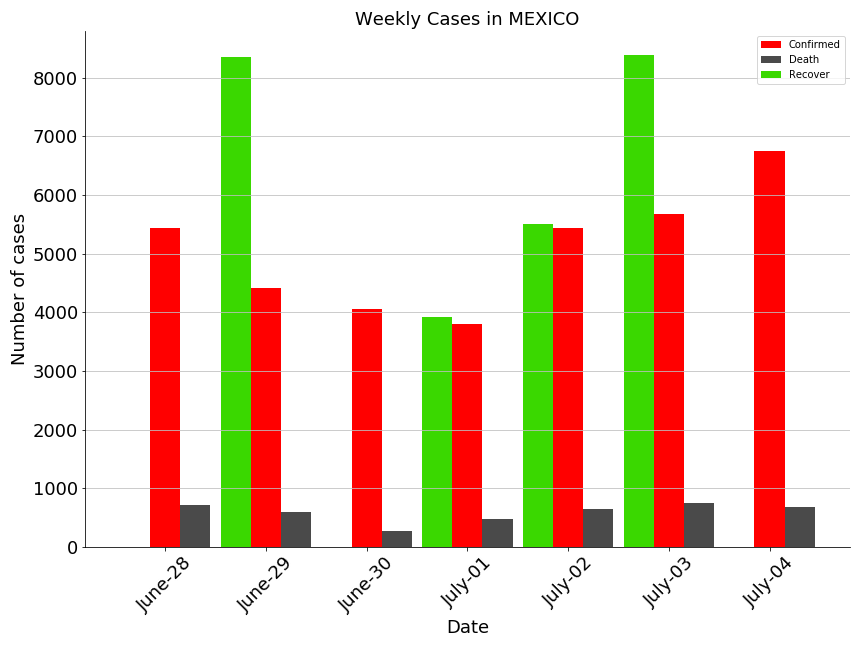 Weekly Cases in MEXICO
Confirmed
Death
Recover
Number of cases
8000
7000
6000
5000
4000
3000
2000
1000
0
June-28
June-29
June-30
July-01
July-02
July-03
July-04
Date